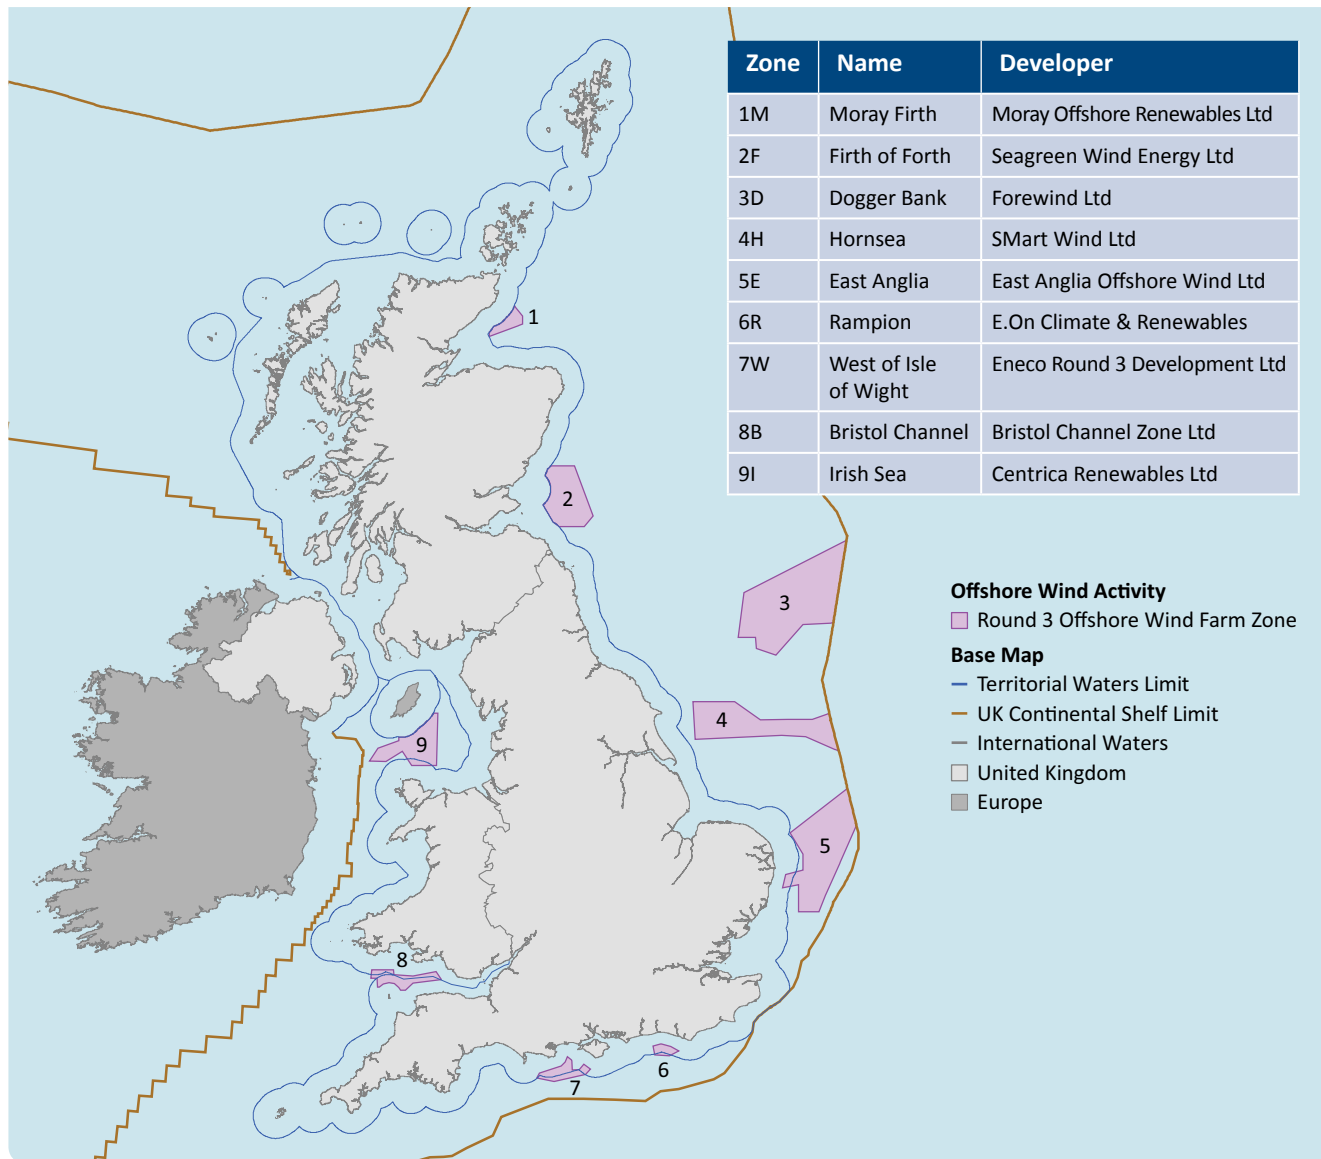 Zone Name Developer
1M Moray Firth Moray Offshore Renewables Ltd
2F Firth of Forth Seagreen Wind Energy Ltd
3D Dogger Bank Forewind Ltd
4H Hornsea SMart Wind Ltd
5E East Anglia East Anglia Offshore Wind Ltd
6R Rampion E.On Climate & Renewables
7W West of Isle Eneco Round 3 Development Ltd
of Wight
8B Bristol Channel Bristol Channel Zone Ltd
9I Irish Sea Centrica Renewables Ltd
1
2
3
4
5
6
7
8
9
Offshore Wind Activity
Round 3 Offshore Wind Farm Zone
Base Map
Territorial Waters Limit
UK Continental Shelf Limit
International Waters
United Kingdom
Europe